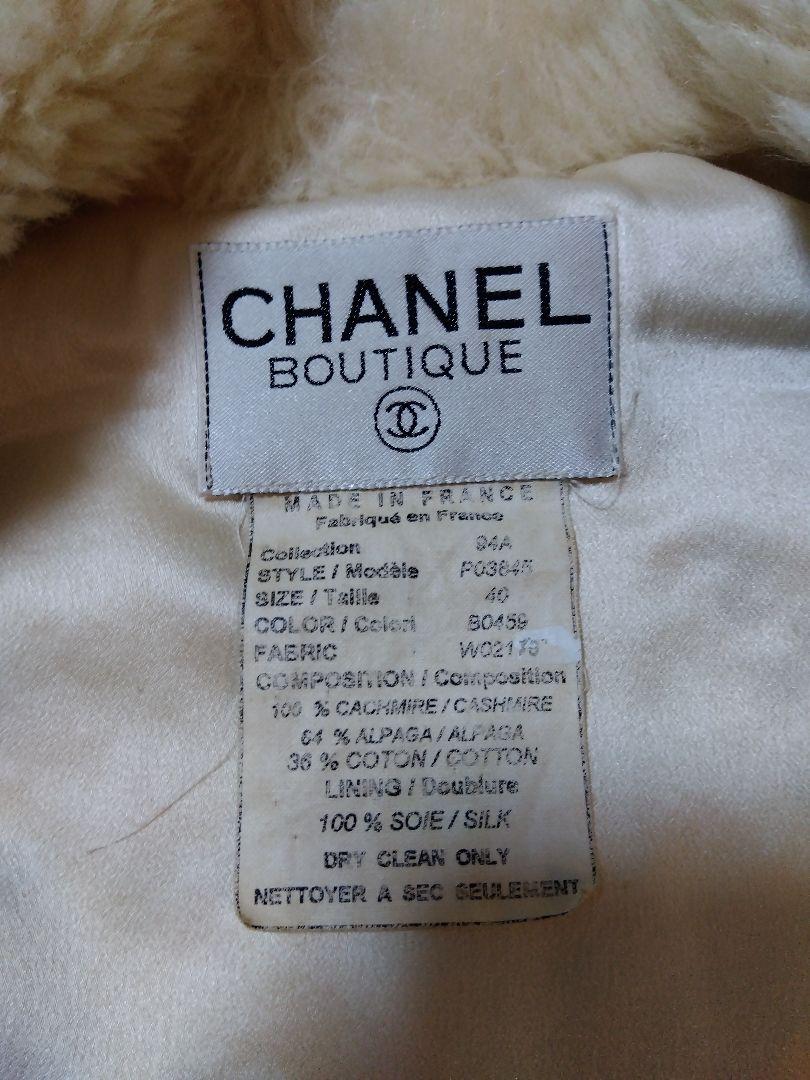 CHANEL
BOUTIQUE
MADE IN FRANCE
Fabriqué en France
Collection 94A
STYLE / Modèle P03845
SIZE / Taille 40
COLOR / Colori B0459
FABRIC
COMPOSITION / Composition
100 % CACHMIRE / CASHMIRE
64 % ALPAGA / ALPAGA
36 % COTON / COTTON
LINING / Doublure
100 % SOIE / SILK
DRY CLEAN ONLY
NETTOYER A SEC SEULEMENT